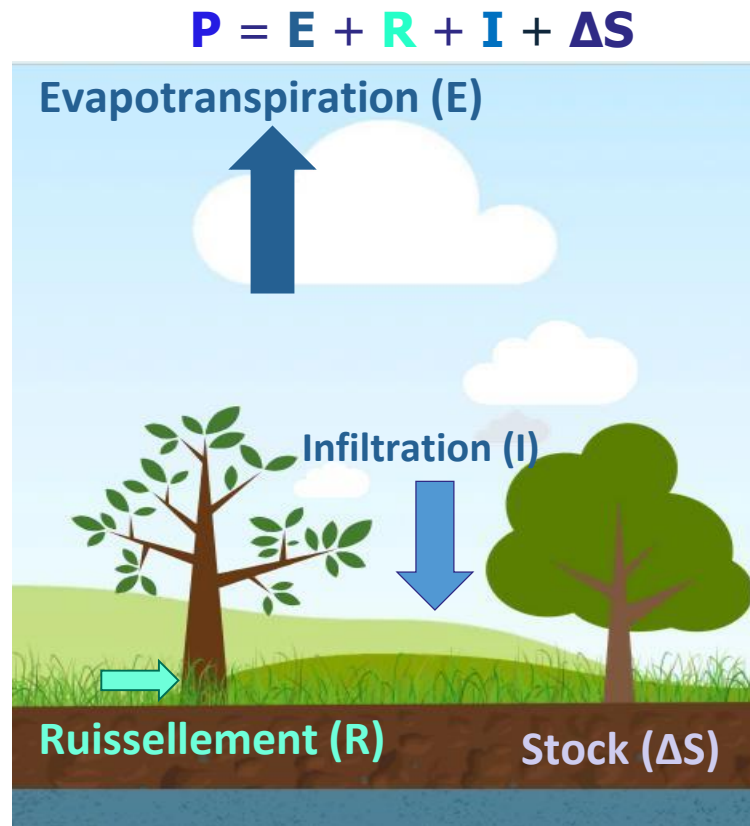 P = E + R + I + ΔS
Evapotranspiration (E)
Infiltration (I)
Ruissellement (R)
Stock (ΔS)